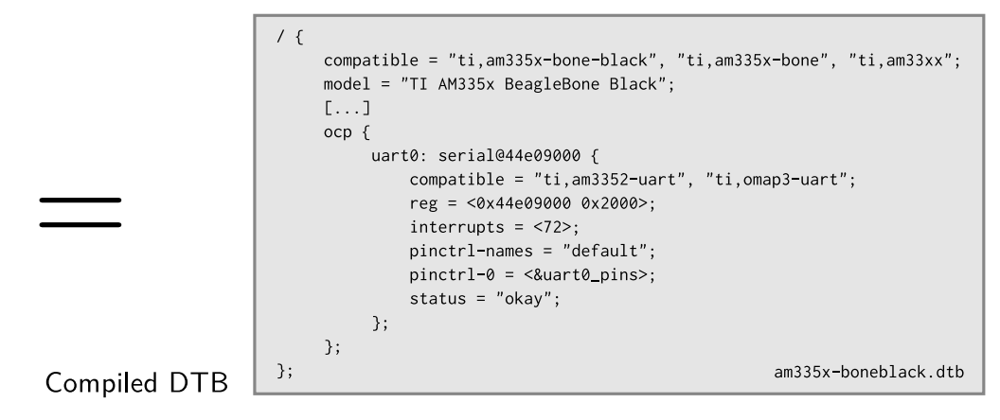 / {
compatible = "ti,am335x-bone-black", "ti,am335x-bone", "ti,am33xx";
model = "TI AM335x BeagleBone Black";
[...]
ocp {
uart0: serial@44e09000 {
compatible = "ti,am3352-uart", "ti,omap3-uart";
reg = <0x44e09000 0x2000>;
interrupts = <72>;
pinctrl-names = "default";
pinctrl-0 = <&uart0_pins>;
status = "okay";
};
};
};
am335x-boneblack.dtb
Compiled DTB